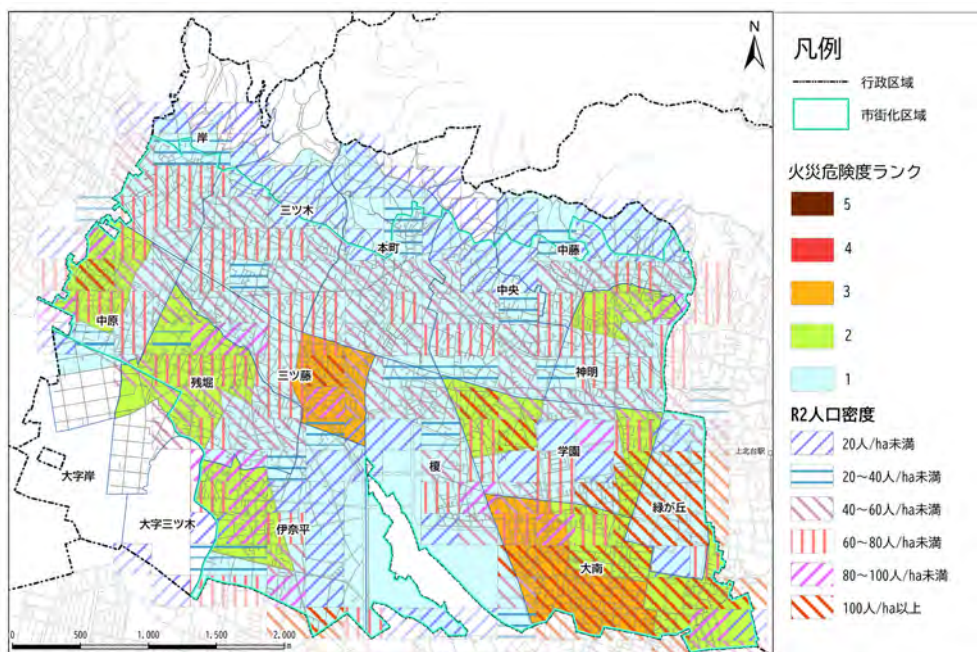 N
岸
三ツ木
本町
中藤
中央
中原
残堀
三ツ藤
神明
学園
榎
上北台駅
緑が丘
大字岸
大字三ツ木
伊奈平
大南
0 500 1,000 1,500 2,000
m
凡例
行政区域
市街化区域
火災危険度ランク
5
4
3
2
1
R2人口密度
20人/ha未満
20～40人/ha未満
40～60人/ha未満
60～80人/ha未満
80～100人/ha未満
100人/ha以上